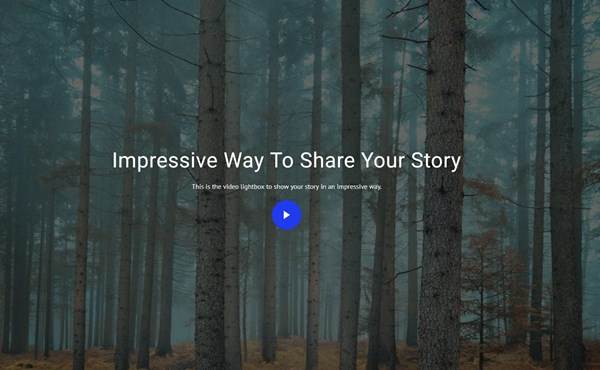 Impressive Way To Share Your Story
This is the video lightbox to show your story in an impressive way.